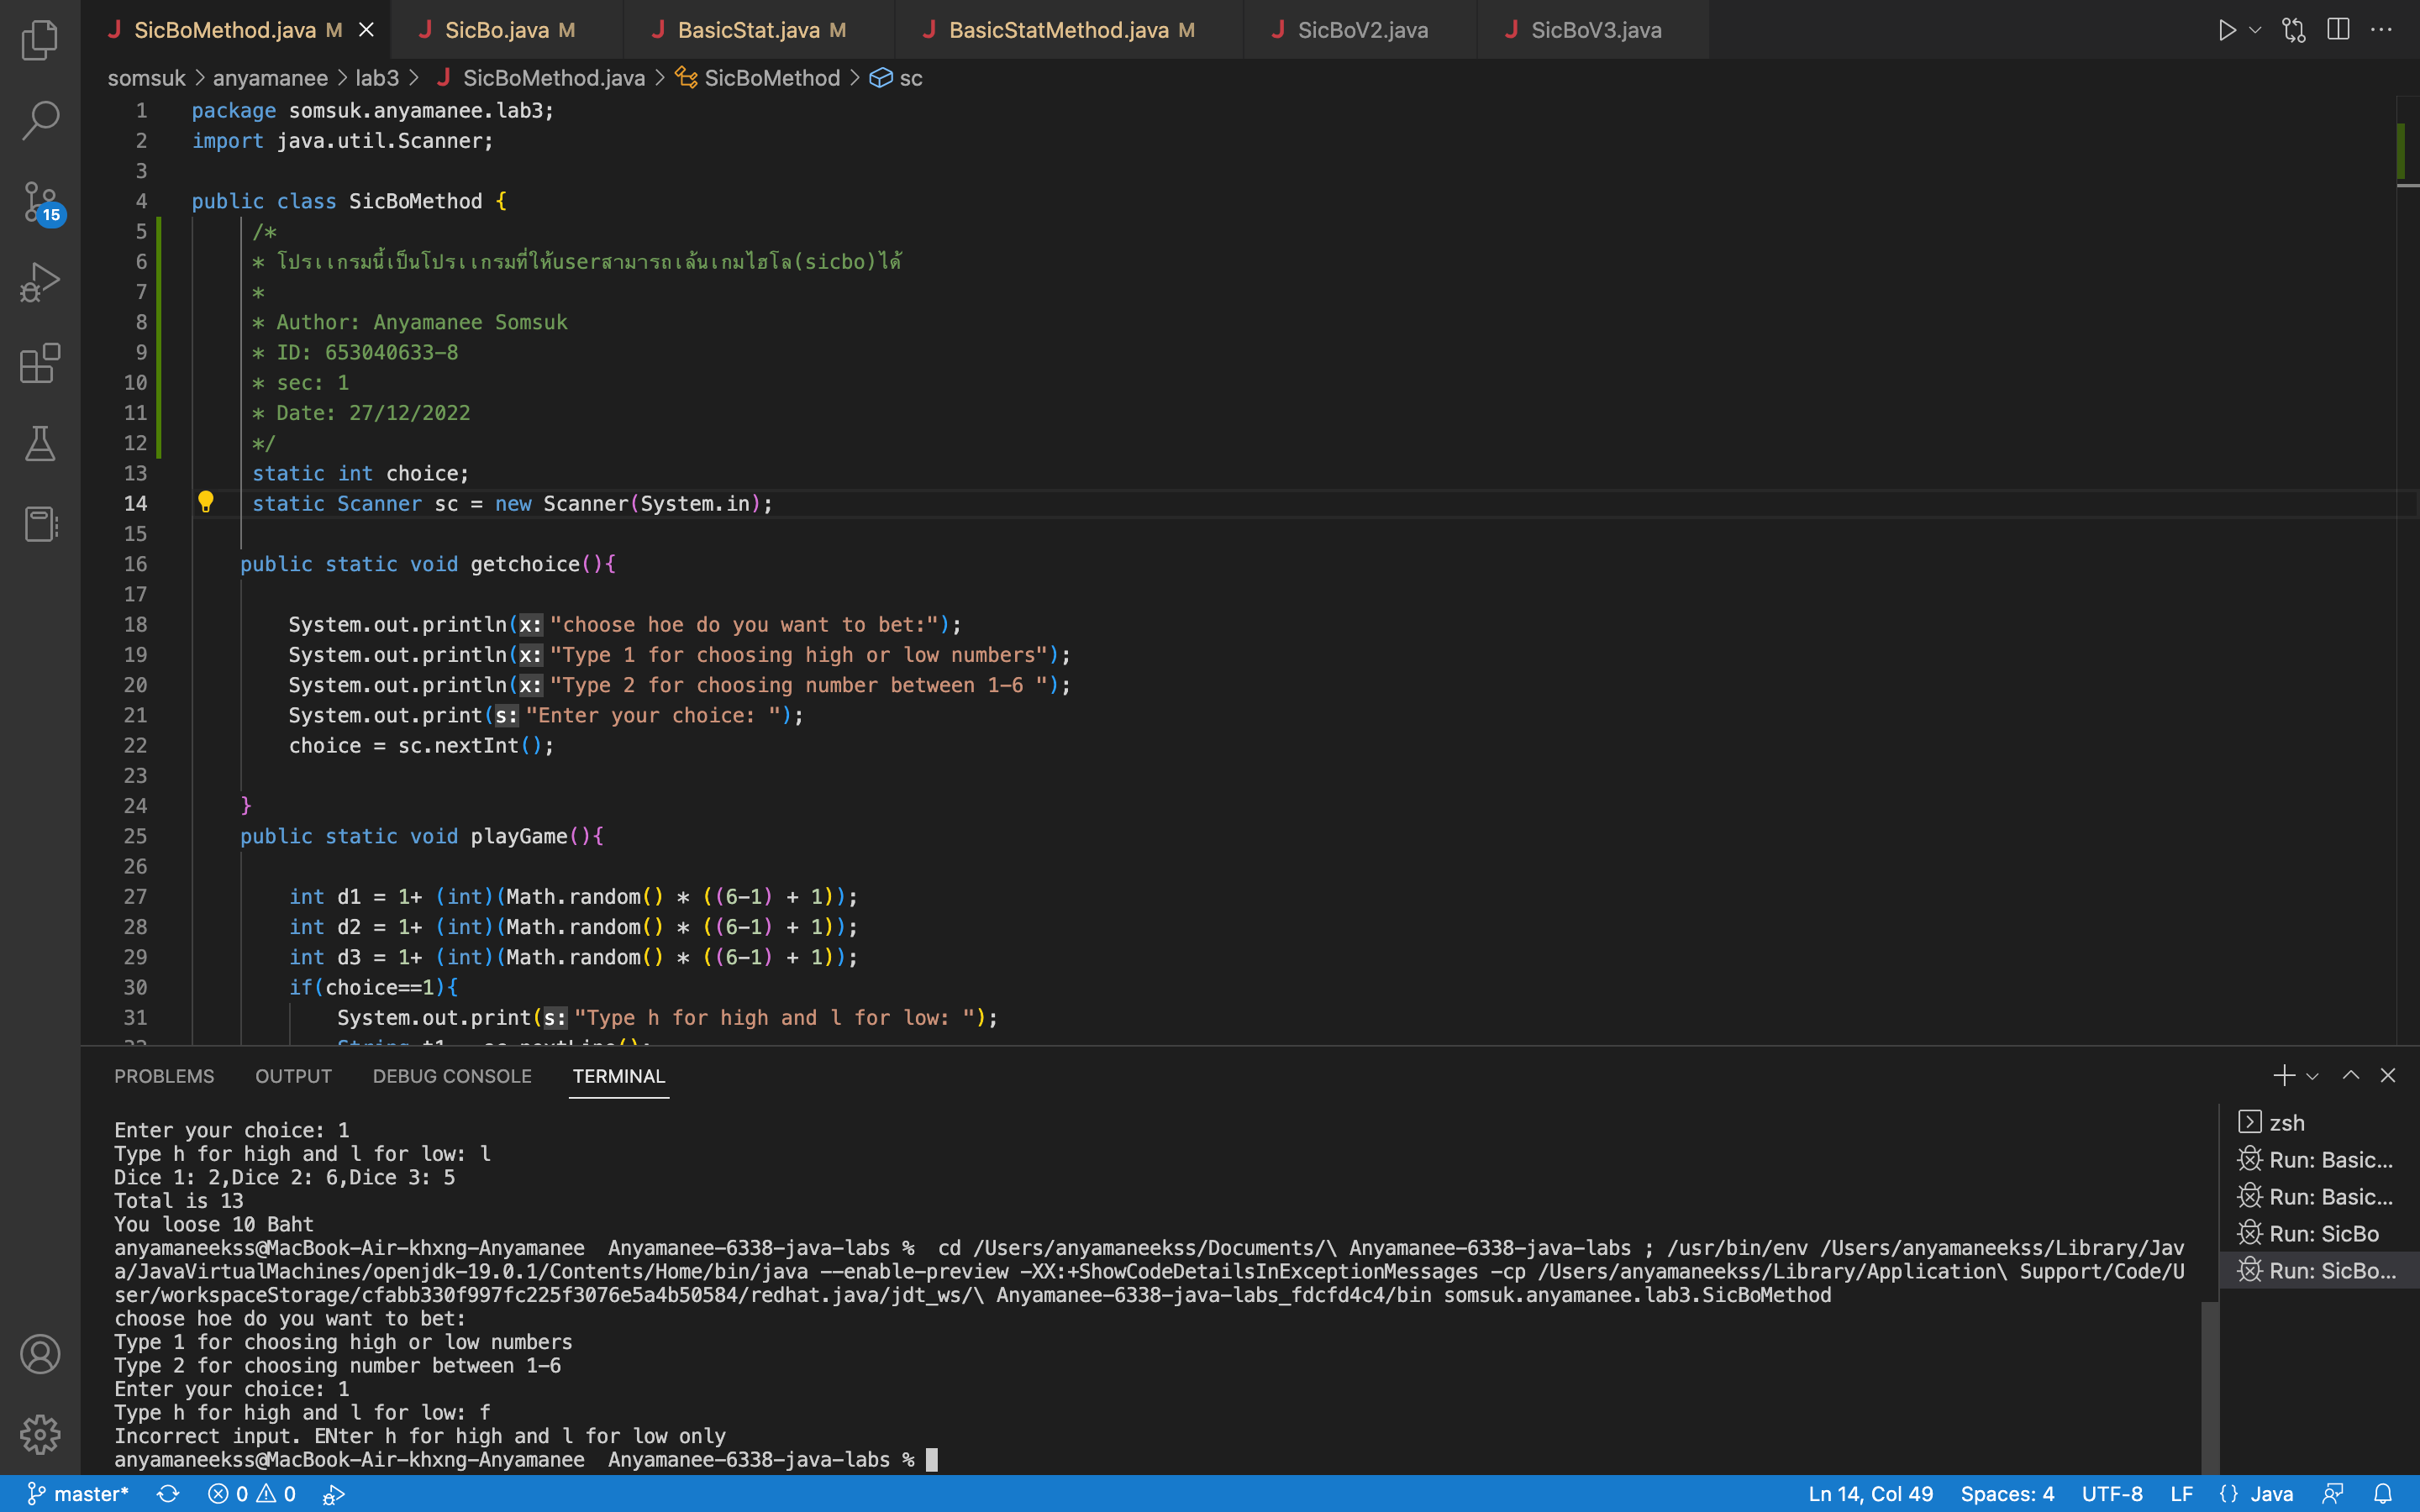 SicBoMethod.java M
SicBo.java M
BasicStat.java M
BasicStatMethod.java M
SicBoV2.java
SicBoV3.java
somsuk > anyamanee > lab3 > SicBoMethod.java > SicBoMethod > sc
15
1 package somsuk.anyamanee.lab3;
2 import java.util.Scanner;
3
4 public class SicBoMethod {
5 /*
6 * โปรเเกรมนี้เป็นโปรเเกรมที่ให้userสามารถเล้นเกมไฮโล(sicbo)ได้
7 *
8 * Author: Anyamanee Somsuk
9 * ID: 653040633-8
10 * sec: 1
11 * Date: 27/12/2022
12 */
13 static int choice;
14 static Scanner sc = new Scanner(System.in);
15
16 public static void getchoice(){
17
18 System.out.println(x: "choose hoe do you want to bet:");
19 System.out.println(x: "Type 1 for choosing high or low numbers");
20 System.out.println(x: "Type 2 for choosing number between 1-6 ");
21 System.out.print(s: "Enter your choice: ");
22 choice = sc.nextInt();
23
24 }
25 public static void playGame(){
26
27 int d1 = 1+ (int)(Math.random() * ((6-1) + 1));
28 int d2 = 1+ (int)(Math.random() * ((6-1) + 1));
29 int d3 = 1+ (int)(Math.random() * ((6-1) + 1));
30 if(choice==1){
31 System.out.print(s: "Type h for high and l for low: ");
PROBLEMS OUTPUT DEBUG CONSOLE TERMINAL
Enter your choice: 1
Type h for high and l for low: l
Dice 1: 2,Dice 2: 6,Dice 3: 5
Total is 13
You loose 10 Baht
anyamaneekss@MacBook-Air-khxng-Anyamanee  Anyamanee-6338-java-labs %  cd /Users/anyamaneekss/Documents/\ Anyamanee-6338-java-labs ; /usr/bin/env /Users/anyamaneekss/Library/Jav
a/JavaVirtualMachines/openjdk-19.0.1/Contents/Home/bin/java --enable-preview -XX:+ShowCodeDetailsInExceptionMessages -cp /Users/anyamaneekss/Library/Application\ Support/Code/U
ser/workspaceStorage/cfabb330f997fc225f3076e5a4b50584/redhat.java/jdt_ws/\ Anyamanee-6338-java-labs_fdcfd4c4/bin somsuk.anyamanee.lab3.SicBoMethod
choose hoe do you want to bet:
Type 1 for choosing high or low numbers
Type 2 for choosing number between 1-6
Enter your choice: 1
Type h for high and l for low: f
Incorrect input. ENter h for high and l for low only
anyamaneekss@MacBook-Air-khxng-Anyamanee  Anyamanee-6338-java-labs %
zsh
Run: Basic...
Run: Basic...
Run: SicBo
Run: SicBo...
master* 0 0 Ln 14, Col 49 Spaces: 4 UTF-8 LF {} Java